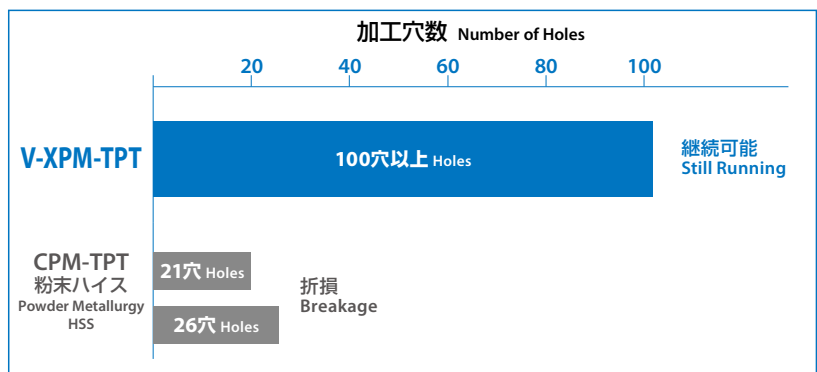 加工穴数 Number of Holes
20 40 60 80 100
V-XPM-TPT
100穴以上 Holes
継続可能
Still Running
CPM-TPT
粉末ハイス
Powder Metallurgy
HSS
21穴 Holes
26穴 Holes
折損
Breakage